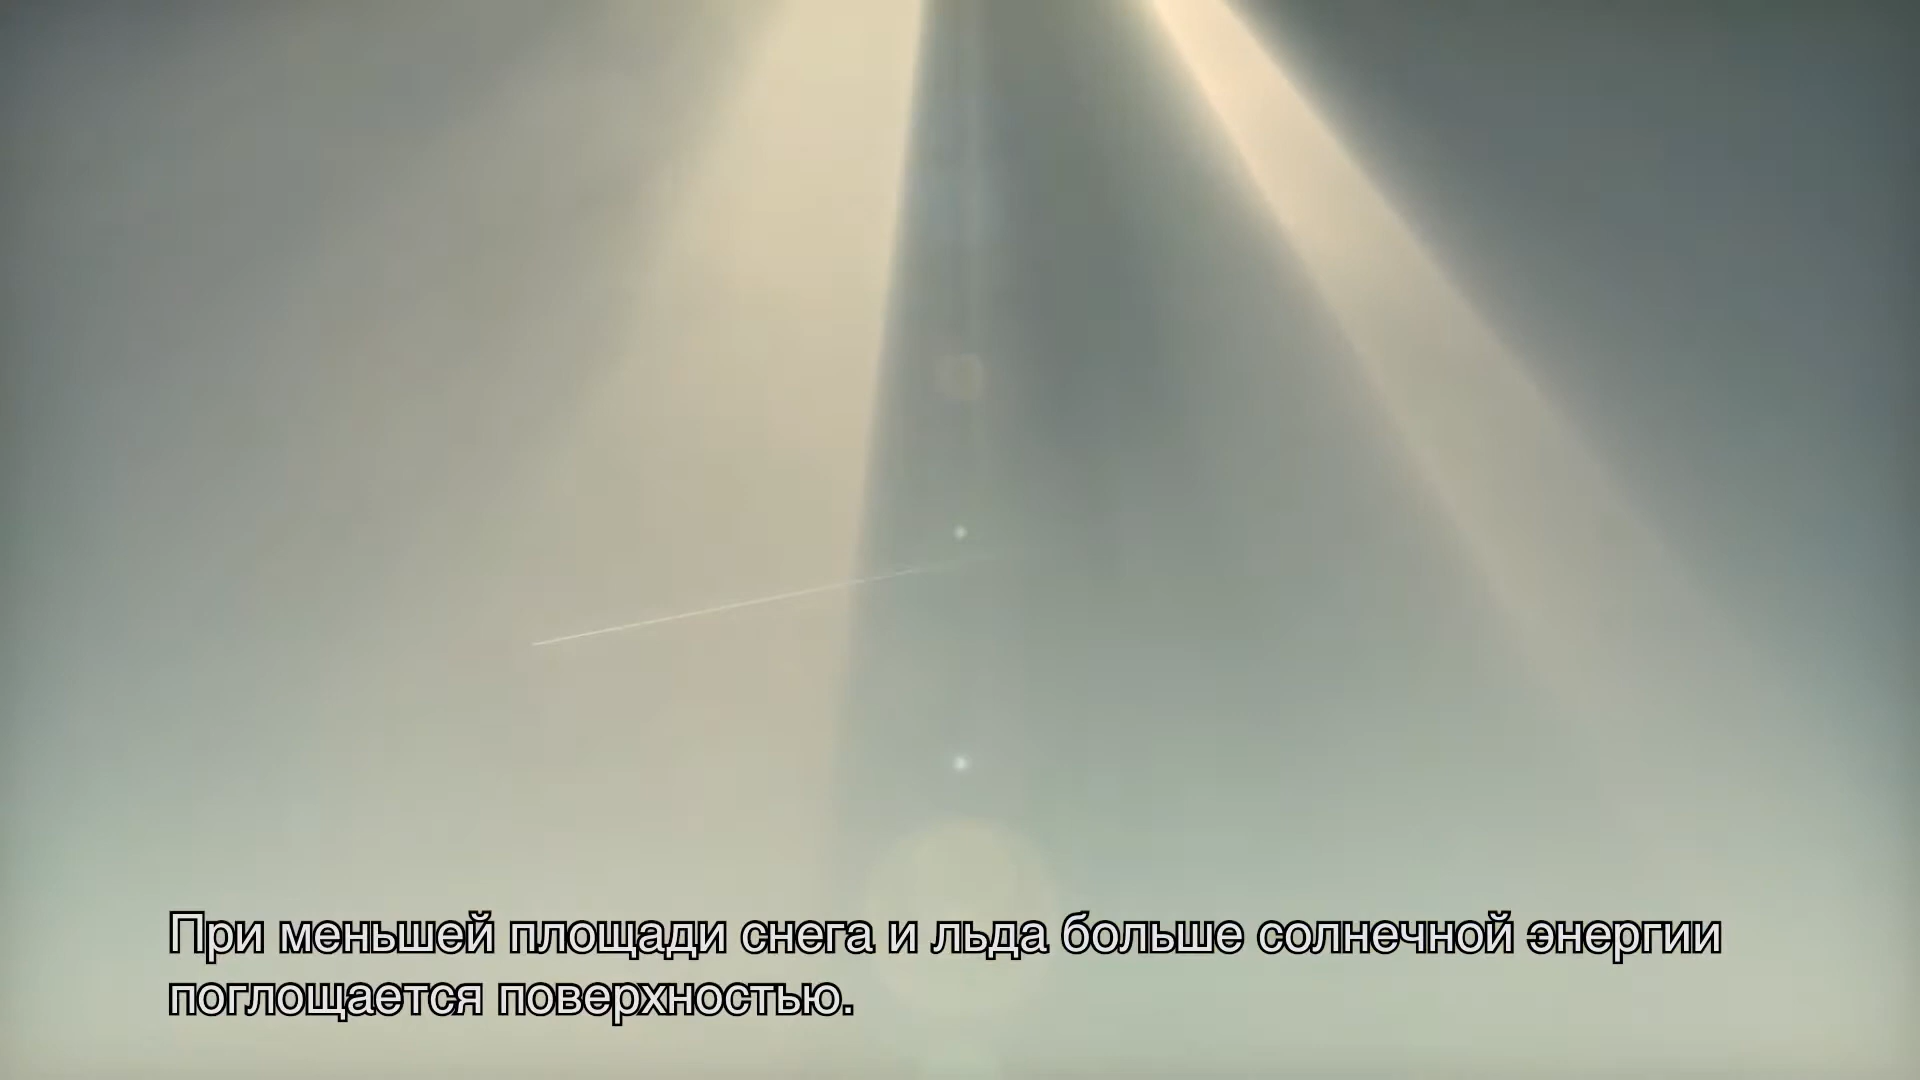 При меньшей площади снега и льда больше солнечной энергии
поглощается поверхностью.